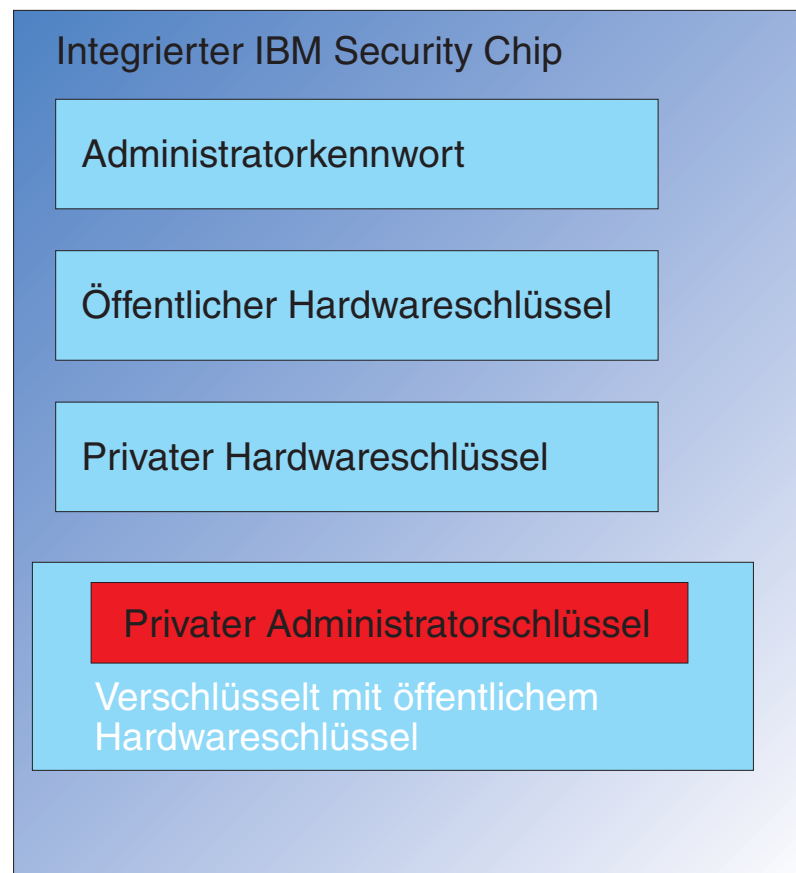 Integrierter IBM Security Chip
Administratorkennwort
Öffentlicher Hardwareschlüssel
Privater Hardwareschlüssel
Privater Administratorschlüssel
Verschlüsselt mit öffentlichem
Hardwareschlüssel